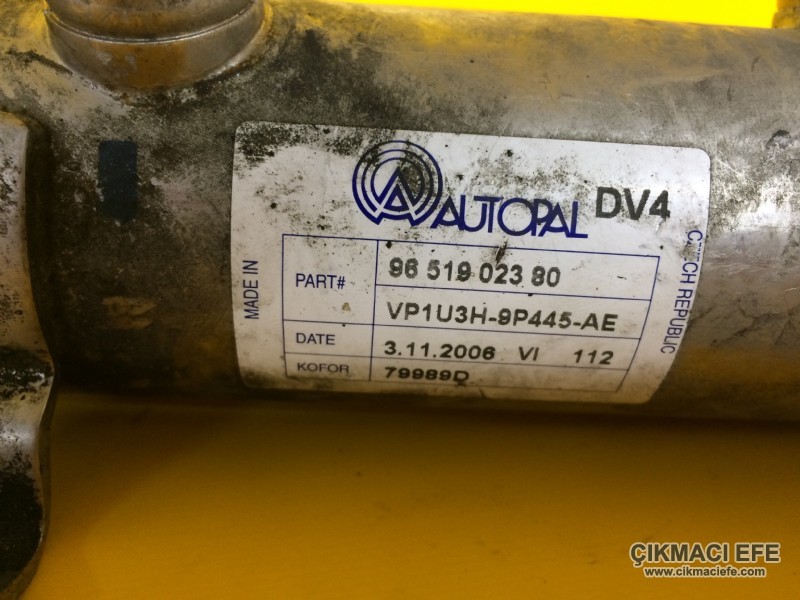 AUTOPAL DV4
MADE IN
CZECH REPUBLIC
PART# 96 519 023 80
VP1U3H-9P445-AE
DATE 3.11.2006 VI 112
KOFOR 79989D
ÇIKMACI EFE
www.cikmaciefe.com